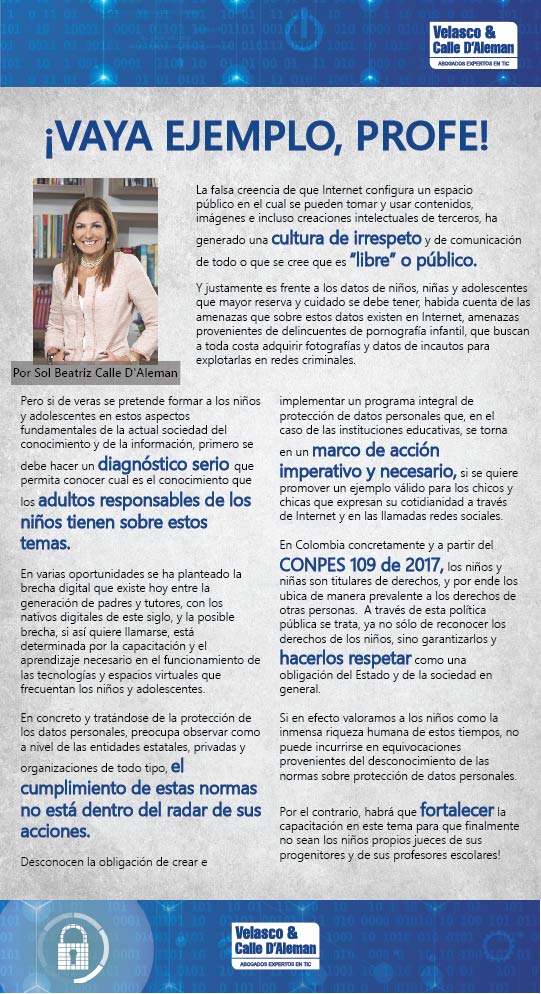 Velasco &
Calle D'Aleman
ABOGADOS EXPERTOS EN TIC
¡VAYA EJEMPLO, PROFE!
La falsa creencia de que Internet configura un espacio
público en el cual se pueden tomar y usar contenidos,
imágenes e incluso creaciones intelectuales de terceros, ha
generado una cultura de irrespeto y de comunicación
de todo o que se cree que es "libre" o público.
Y justamente es frente a los datos de niños, niñas y adolescentes
que mayor reserva y cuidado se debe tener, habida cuenta de las
amenazas que sobre estos datos existen en Internet, amenazas
provenientes de delincuentes de pornografía infantil, que buscan
a toda costa adquirir fotografías y datos de incautos para
explotarlas en redes criminales.
Por Sol Beatriz Calle D'Aleman
Pero si de veras se pretende formar a los niños
y adolescentes en estos aspectos
fundamentales de la actual sociedad del
conocimiento y de la información, primero se
debe hacer un diagnóstico serio que
permita conocer cual es el conocimiento que
los adultos responsables de los
niños tienen sobre estos
temas.
En varias oportunidades se ha planteado la
brecha digital que existe hoy entre la
generación de padres y tutores, con los
nativos digitales de este siglo, y la posible
brecha, si así quiere llamarse, está
determinada por la capacitación y el
aprendizaje necesario en el funcionamiento de
las tecnologías y espacios virtuales que
frecuentan los niños y adolescentes.
En concreto y tratándose de la protección de
los datos personales, preocupa observar como
a nivel de las entidades estatales, privadas y
organizaciones de todo tipo, el
cumplimiento de estas normas
no está dentro del radar de sus
acciones.
Desconocen la obligación de crear e
implementar un programa integral de
protección de datos personales que, en el
caso de las instituciones educativas, se torna
en un marco de acción
imperativo y necesario, si se quiere
promover un ejemplo válido para los chicos y
chicas que expresan su cotidianidad a través
de Internet y en las llamadas redes sociales.
En Colombia concretamente y a partir del
CONPES 109 de 2017, los niños y
niñas son titulares de derechos, y por ende los
ubica de manera prevalente a los derechos de
otras personas. A través de esta política
pública se trata, ya no sólo de reconocer los
derechos de los niños, sino garantizarlos y
hacerlos respetar como una
obligación del Estado y de la sociedad en
general.
Si en efecto valoramos a los niños como la
inmensa riqueza humana de estos tiempos, no
puede incurrirse en equivocaciones
provenientes del desconocimiento de las
normas sobre protección de datos personales.
Por el contrario, habrá que fortalecer la
capacitación en este tema para que finalmente
no sean los niños propios jueces de sus
progenitores y de sus profesores escolares!
Velasco &
Calle D'Aleman
ABOGADOS EXPERTOS EN TIC